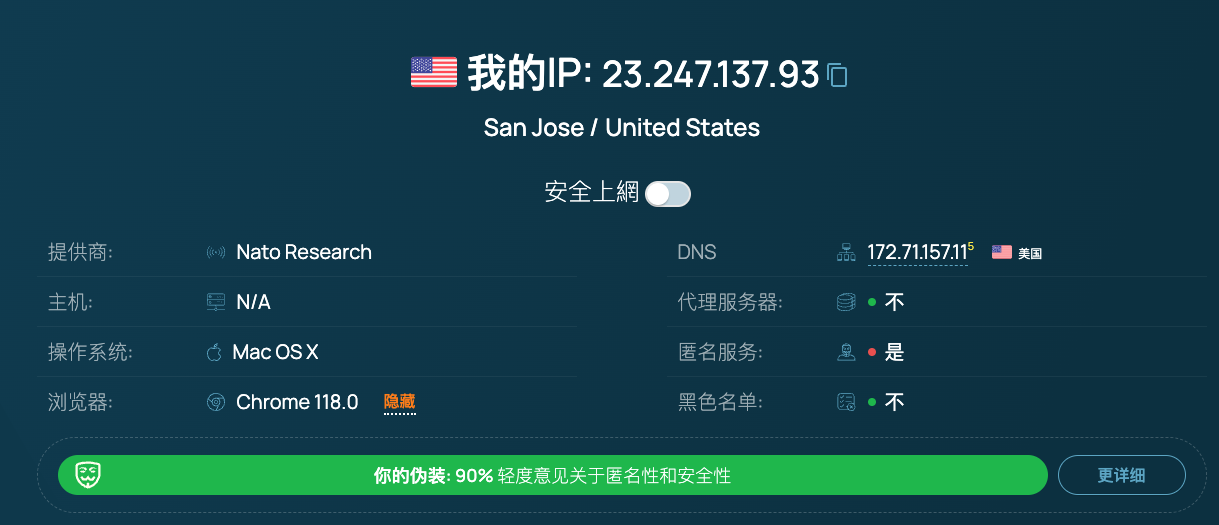 我的IP: 23.247.137.93
San Jose / United States
安全上網
提供商: Nato Research
DNS 172.71.157.11⁵ 美国
主机: N/A
代理服务器: 不
操作系统: Mac OS X
匿名服务: 是
浏览器: Chrome 118.0 隐藏
黑色名单: 不
你的伪装: 90% 轻度意见关于匿名性和安全性
更详细